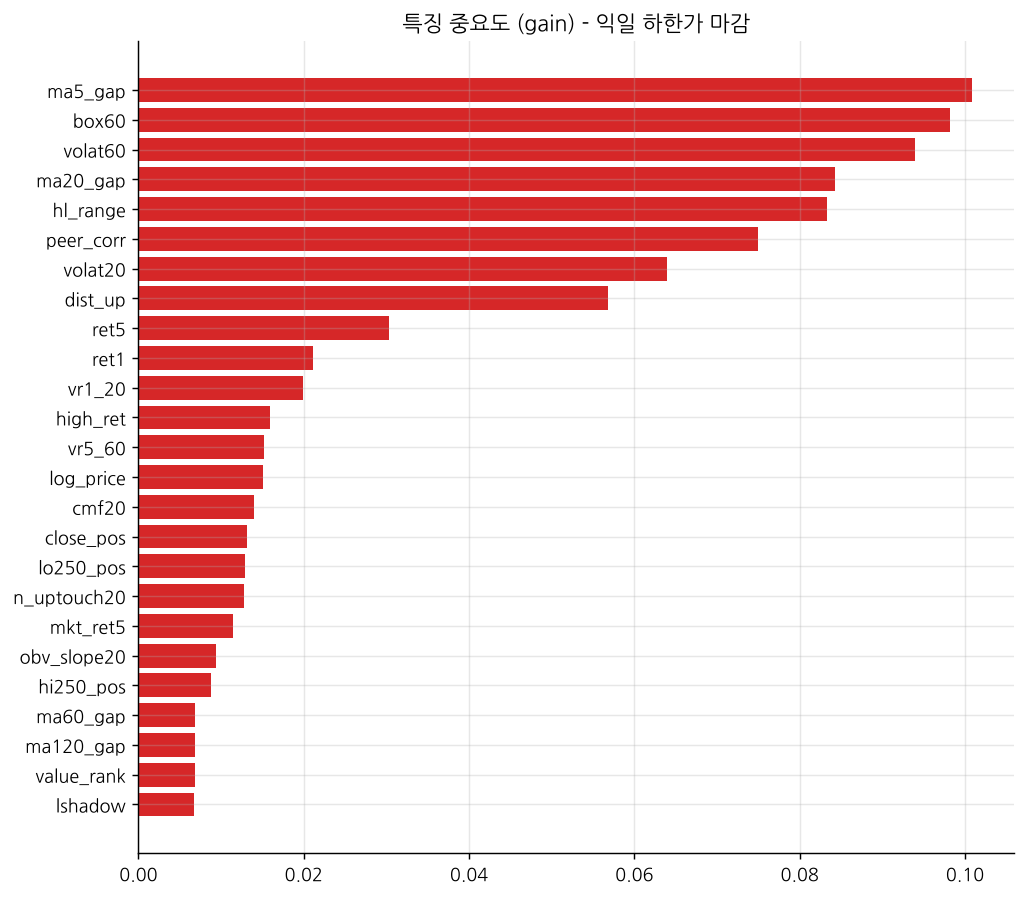 특징 중요도 (gain) - 익일 하한가 마감
ma5_gap
box60
volat60
ma20_gap
hl_range
peer_corr
volat20
dist_up
ret5
ret1
vr1_20
high_ret
vr5_60
log_price
cmf20
close_pos
lo250_pos
n_uptouch20
mkt_ret5
obv_slope20
hi250_pos
ma60_gap
ma120_gap
value_rank
lshadow
0.00 0.02 0.04 0.06 0.08 0.10